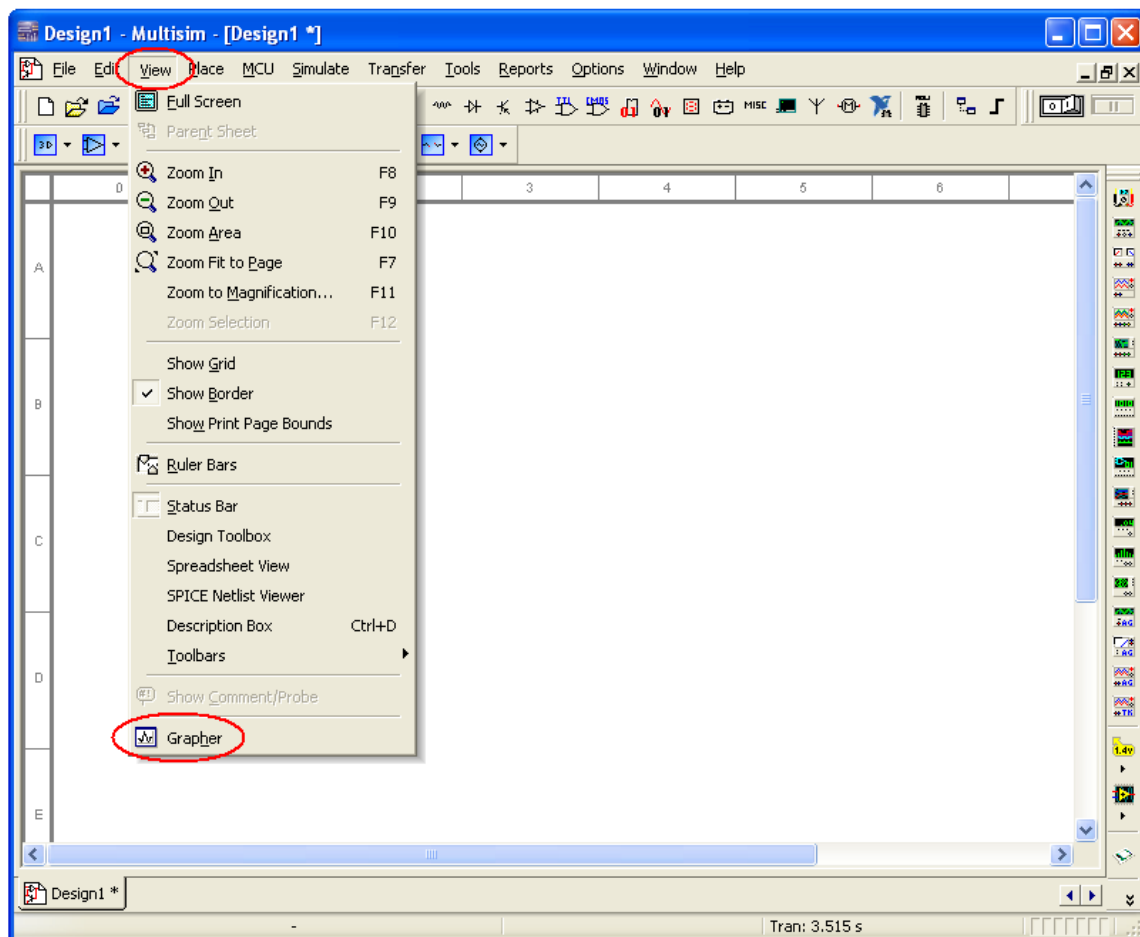 Design1 - Multisim - [Design1 *]
File Edit View Place MCU Simulate Transfer Tools Reports Options Window Help
Full Screen
MISC
Parent Sheet
3D
Zoom In F8
0 3 4 5 6
Zoom Out F9
Zoom Area F10
A
Zoom Fit to Page F7
Zoom to Magnification... F11
Zoom Selection F12
Show Grid
Show Border
B
Show Print Page Bounds
Ruler Bars
Status Bar
Design Toolbox
C
Spreadsheet View
SPICE Netlist Viewer
Description Box Ctrl+D
Toolbars
D
Show Comment/Probe
Grapher
1.4v
E
Design1 *
- Tran: 3.515 s